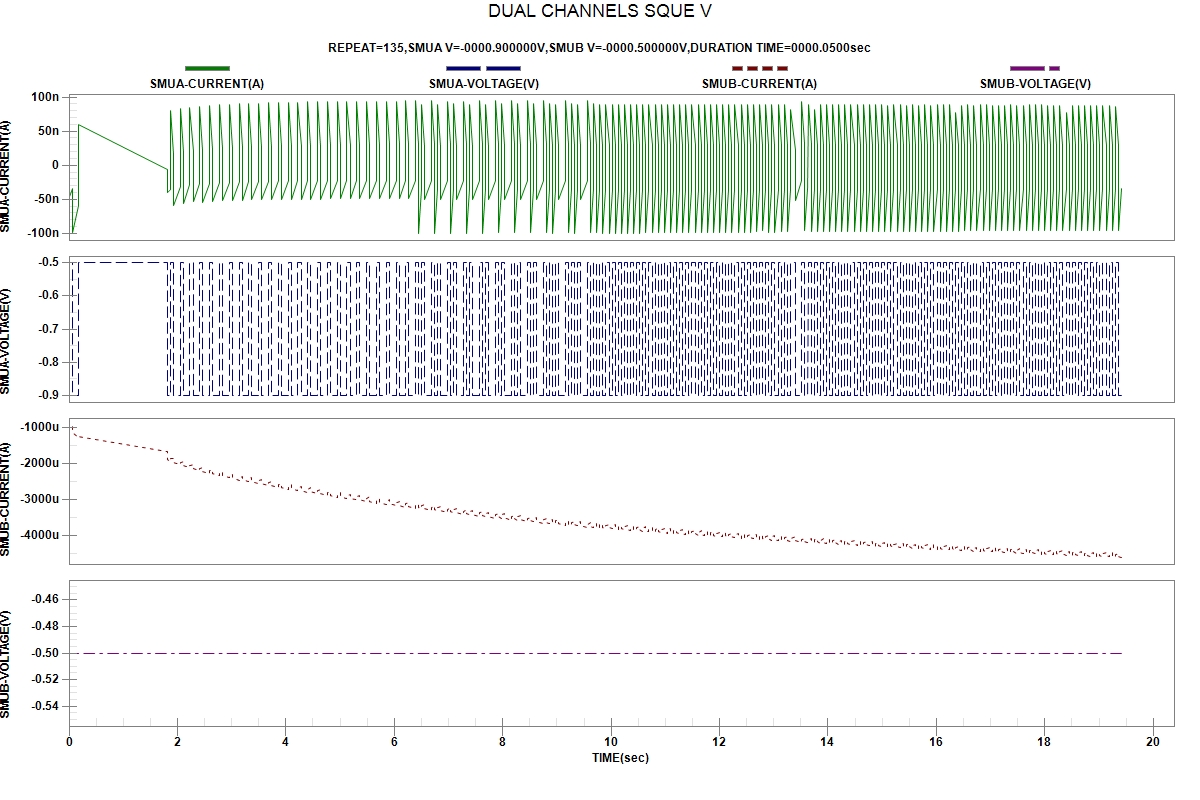 DUAL CHANNELS SQUE V
REPEAT=135,SMUA V=-0000.900000V,SMUB V=-0000.500000V,DURATION TIME=0000.0500sec
SMUA-CURRENT(A) SMUA-VOLTAGE(V) SMUB-CURRENT(A) SMUB-VOLTAGE(V)
SMUA-CURRENT(A)
100n
50n
0
-50n
-100n
SMUA-VOLTAGE(V)
-0.5
-0.6
-0.7
-0.8
-0.9
SMUB-CURRENT(A)
-1000u
-2000u
-3000u
-4000u
SMUB-VOLTAGE(V)
-0.46
-0.48
-0.50
-0.52
-0.54
0 2 4 6 8 10 12 14 16 18 20
TIME(sec)